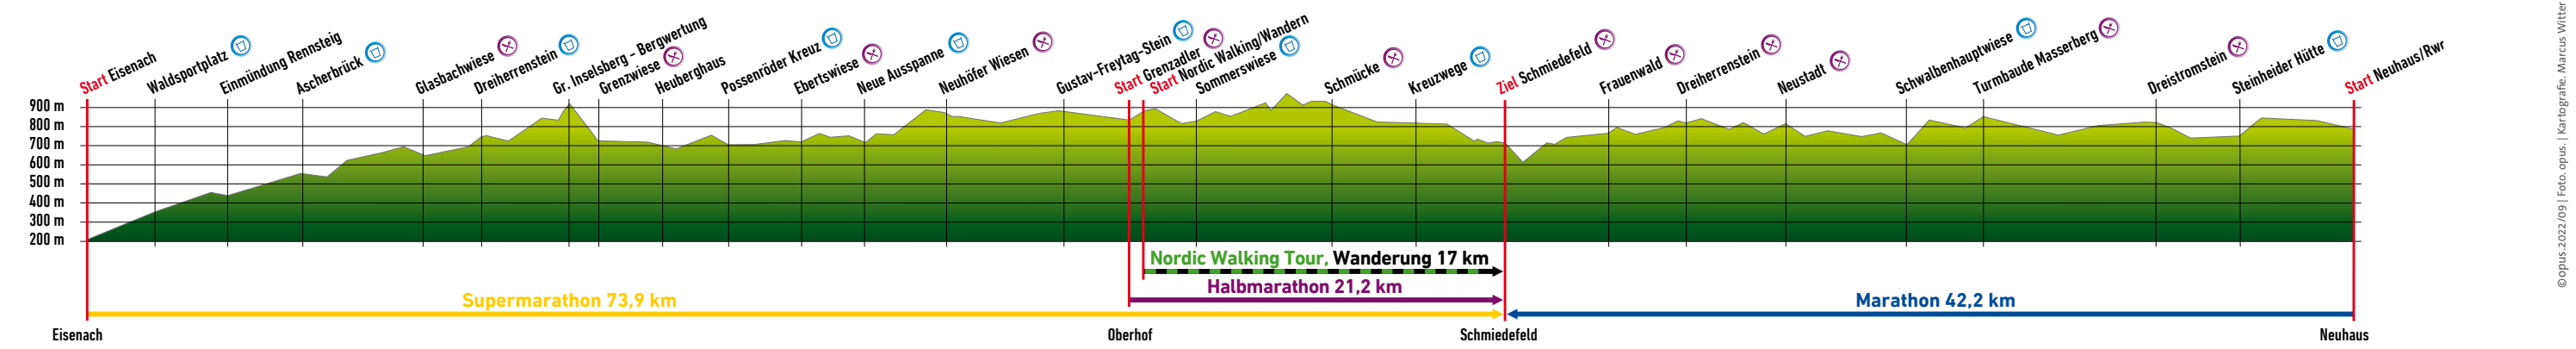 Start Eisenach
Waldsportplatz
Einmündung Rennsteig
Ascherbrück
Glasbachwiese
Dreiherrenstein
Gr. Inselsberg - Bergwertung
Grenzwiese
Heuberghaus
Possenröder Kreuz
Ebertswiese
Neue Ausspanne
Neuhöfer Wiesen
Gustav-Freytag-Stein
Start Grenzadler
Start Nordic Walking/Wandern
Sommerswiese
Schmücke
Kreuzwege
Ziel Schmiedefeld
Frauenwald
Dreiherrenstein
Neustadt
Schwalbenhauptwiese
Turmbaude Masserberg
Dreistromstein
Steinheider Hütte
Start Neuhaus/Rwr
900 m
800 m
700 m
600 m
500 m
400 m
300 m
200 m
Nordic Walking Tour, Wanderung 17 km
Halbmarathon 21,2 km
Supermarathon 73,9 km
Marathon 42,2 km
Eisenach
Oberhof
Schmiedefeld
Neuhaus
©opus.2022/09 | Foto. opus. | Kartografie. Marcus Witter